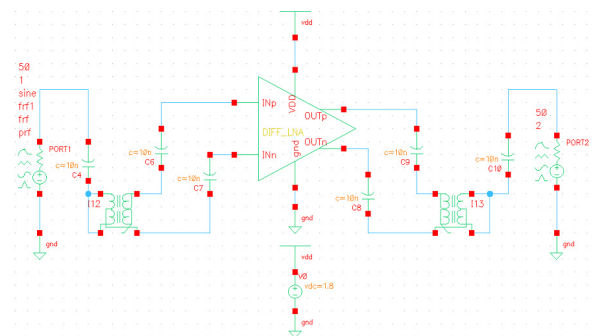 vdd
50
1
sine
frf1
frf
prf
PORT1
c=10n
C4
c=10n
C6
c=10n
C7
I12
INp
INn
VDD
DIFF_LNA
gnd
OUTp
OUTn
c=10n
C9
c=10n
C8
c=10n
C10
I13
50
2
PORT2
gnd
gnd
gnd
vdd
V0
vdc=1.8
gnd